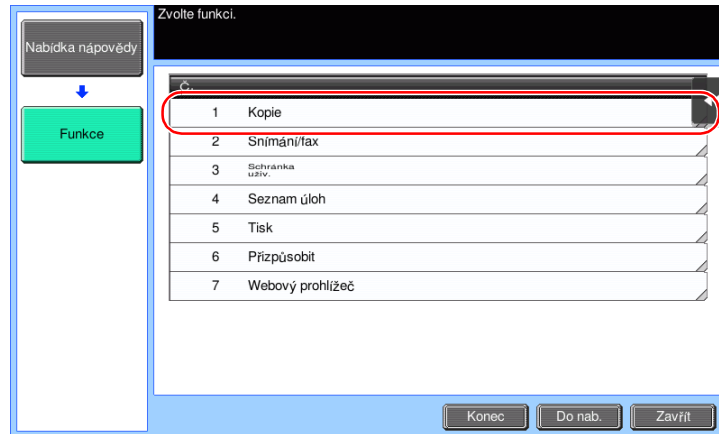 Zvolte funkci.
Nabídka nápovědy
Funkce
Č.
1 Kopie
2 Snímání/fax
3 Schránka
uživ.
4 Seznam úloh
5 Tisk
6 Přizpůsobit
7 Webový prohlížeč
Konec Do nab. Zavřít